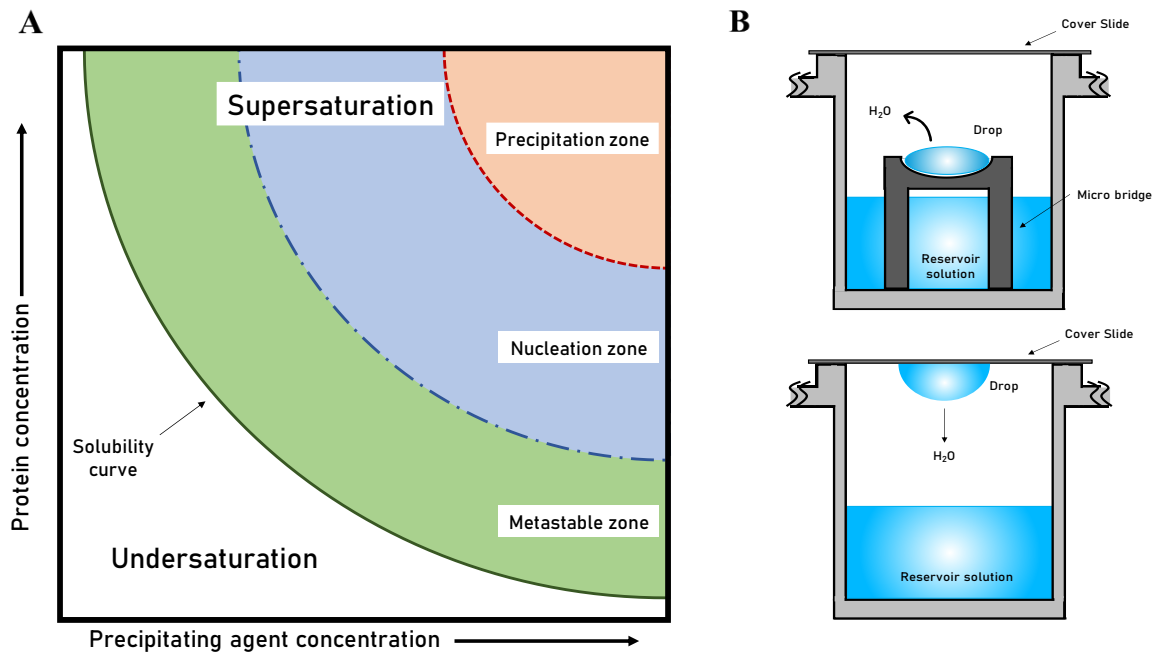 A
Supersaturation
Precipitation zone
Nucleation zone
Solubility
curve
Metastable zone
Undersaturation
Protein concentration
Precipitating agent concentration
B
Cover Slide
H₂O
Drop
Micro bridge
Reservoir
solution
Cover Slide
Drop
H₂O
Reservoir solution